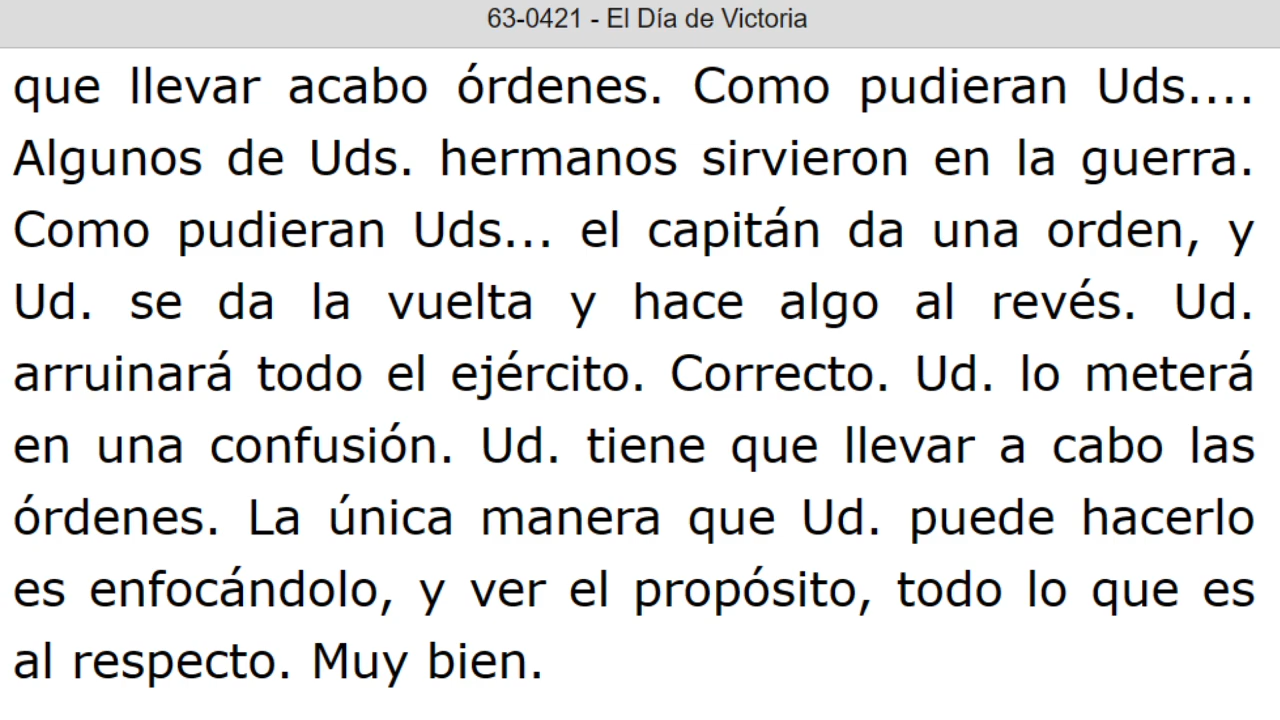 63-0421 - El Día de Victoria
que llevar acabo órdenes. Como pudieran Uds....
Algunos de Uds. hermanos sirvieron en la guerra.
Como pudieran Uds... el capitán da una orden, y
Ud. se da la vuelta y hace algo al revés. Ud.
arruinará todo el ejército. Correcto. Ud. lo meterá
en una confusión. Ud. tiene que llevar a cabo las
órdenes. La única manera que Ud. puede hacerlo
es enfocándolo, y ver el propósito, todo lo que es
al respecto. Muy bien.